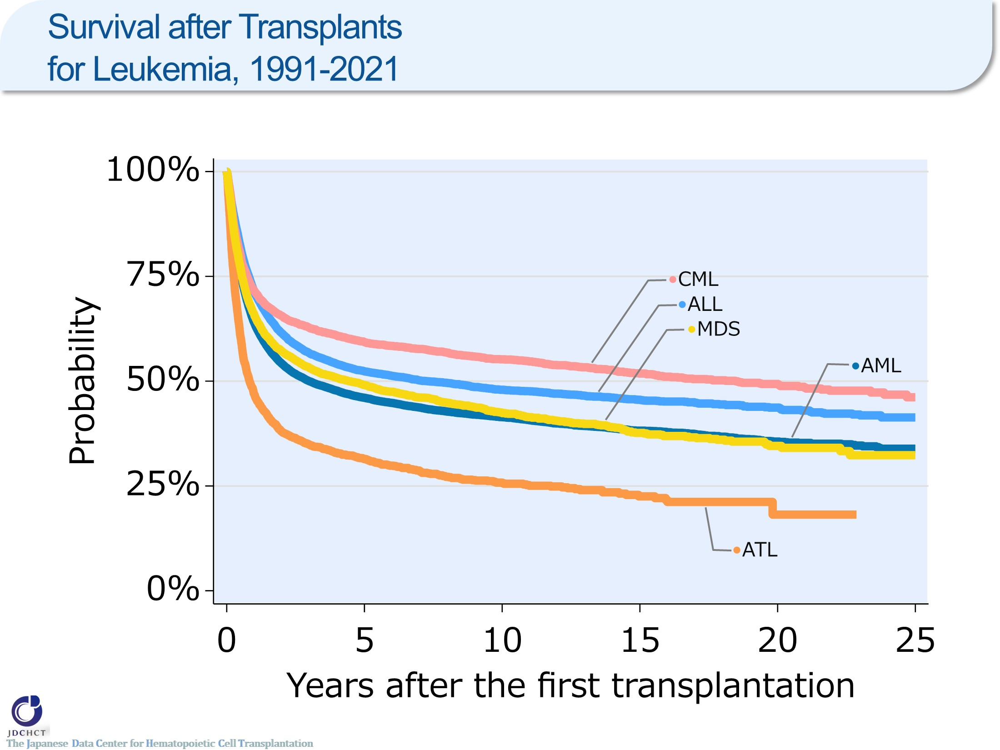 Survival after Transplants
for Leukemia, 1991-2021
100%
75%
50%
25%
0%
Probability
CML
ALL
MDS
AML
ATL
0 5 10 15 20 25
Years after the first transplantation
JDCHCT
The Japanese Data Center for Hematopoietic Cell Transplantation